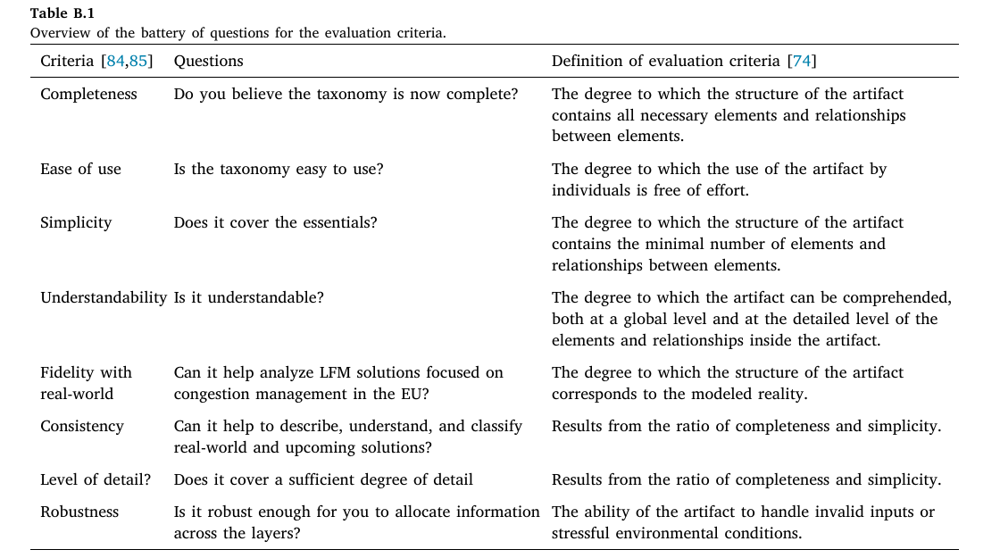 Table B.1
Overview of the battery of questions for the evaluation criteria.
Criteria [84,85] Questions Definition of evaluation criteria [74]
Completeness Do you believe the taxonomy is now complete? The degree to which the structure of the artifact
contains all necessary elements and relationships
between elements.
Ease of use Is the taxonomy easy to use? The degree to which the use of the artifact by
individuals is free of effort.
Simplicity Does it cover the essentials? The degree to which the structure of the artifact
contains the minimal number of elements and
relationships between elements.
Understandability Is it understandable? The degree to which the artifact can be comprehended,
both at a global level and at the detailed level of the
elements and relationships inside the artifact.
Fidelity with Can it help analyze LFM solutions focused on The degree to which the structure of the artifact
real-world congestion management in the EU? corresponds to the modeled reality.
Consistency Can it help to describe, understand, and classify Results from the ratio of completeness and simplicity.
real-world and upcoming solutions?
Level of detail? Does it cover a sufficient degree of detail Results from the ratio of completeness and simplicity.
Robustness Is it robust enough for you to allocate information The ability of the artifact to handle invalid inputs or
across the layers? stressful environmental conditions.